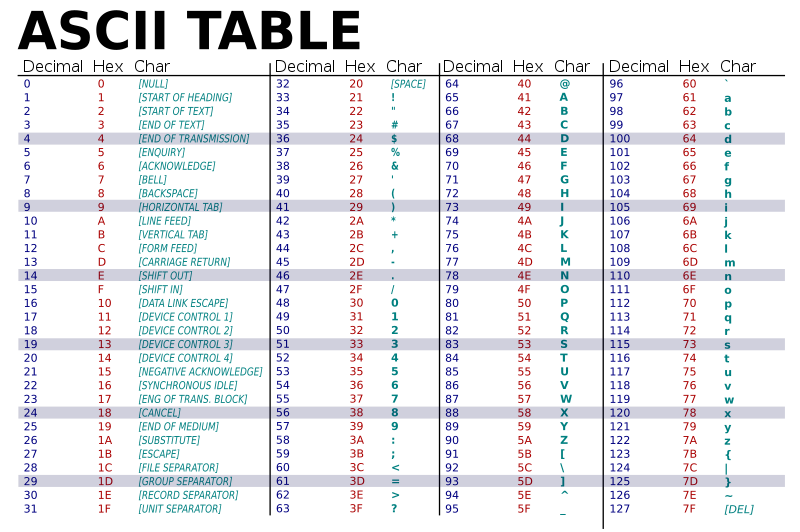 ASCII TABLE
Decimal Hex Char Decimal Hex Char Decimal Hex Char Decimal Hex Char
0 0 [NULL] 32 20 [SPACE] 64 40 @ 96 60 `
1 1 [START OF HEADING] 33 21 ! 65 41 A 97 61 a
2 2 [START OF TEXT] 34 22 " 66 42 B 98 62 b
3 3 [END OF TEXT] 35 23 # 67 43 C 99 63 c
4 4 [END OF TRANSMISSION] 36 24 $ 68 44 D 100 64 d
5 5 [ENQUIRY] 37 25 % 69 45 E 101 65 e
6 6 [ACKNOWLEDGE] 38 26 & 70 46 F 102 66 f
7 7 [BELL] 39 27 ' 71 47 G 103 67 g
8 8 [BACKSPACE] 40 28 ( 72 48 H 104 68 h
9 9 [HORIZONTAL TAB] 41 29 ) 73 49 I 105 69 i
10 A [LINE FEED] 42 2A * 74 4A J 106 6A j
11 B [VERTICAL TAB] 43 2B + 75 4B K 107 6B k
12 C [FORM FEED] 44 2C , 76 4C L 108 6C l
13 D [CARRIAGE RETURN] 45 2D - 77 4D M 109 6D m
14 E [SHIFT OUT] 46 2E . 78 4E N 110 6E n
15 F [SHIFT IN] 47 2F / 79 4F O 111 6F o
16 10 [DATA LINK ESCAPE] 48 30 0 80 50 P 112 70 p
17 11 [DEVICE CONTROL 1] 49 31 1 81 51 Q 113 71 q
18 12 [DEVICE CONTROL 2] 50 32 2 82 52 R 114 72 r
19 13 [DEVICE CONTROL 3] 51 33 3 83 53 S 115 73 s
20 14 [DEVICE CONTROL 4] 52 34 4 84 54 T 116 74 t
21 15 [NEGATIVE ACKNOWLEDGE] 53 35 5 85 55 U 117 75 u
22 16 [SYNCHRONOUS IDLE] 54 36 6 86 56 V 118 76 v
23 17 [ENG OF TRANS. BLOCK] 55 37 7 87 57 W 119 77 w
24 18 [CANCEL] 56 38 8 88 58 X 120 78 x
25 19 [END OF MEDIUM] 57 39 9 89 59 Y 121 79 y
26 1A [SUBSTITUTE] 58 3A : 90 5A Z 122 7A z
27 1B [ESCAPE] 59 3B ; 91 5B [ 123 7B {
28 1C [FILE SEPARATOR] 60 3C < 92 5C \ 124 7C |
29 1D [GROUP SEPARATOR] 61 3D = 93 5D ] 125 7D }
30 1E [RECORD SEPARATOR] 62 3E > 94 5E ^ 126 7E ~
31 1F [UNIT SEPARATOR] 63 3F ? 95 5F _ 127 7F [DEL]